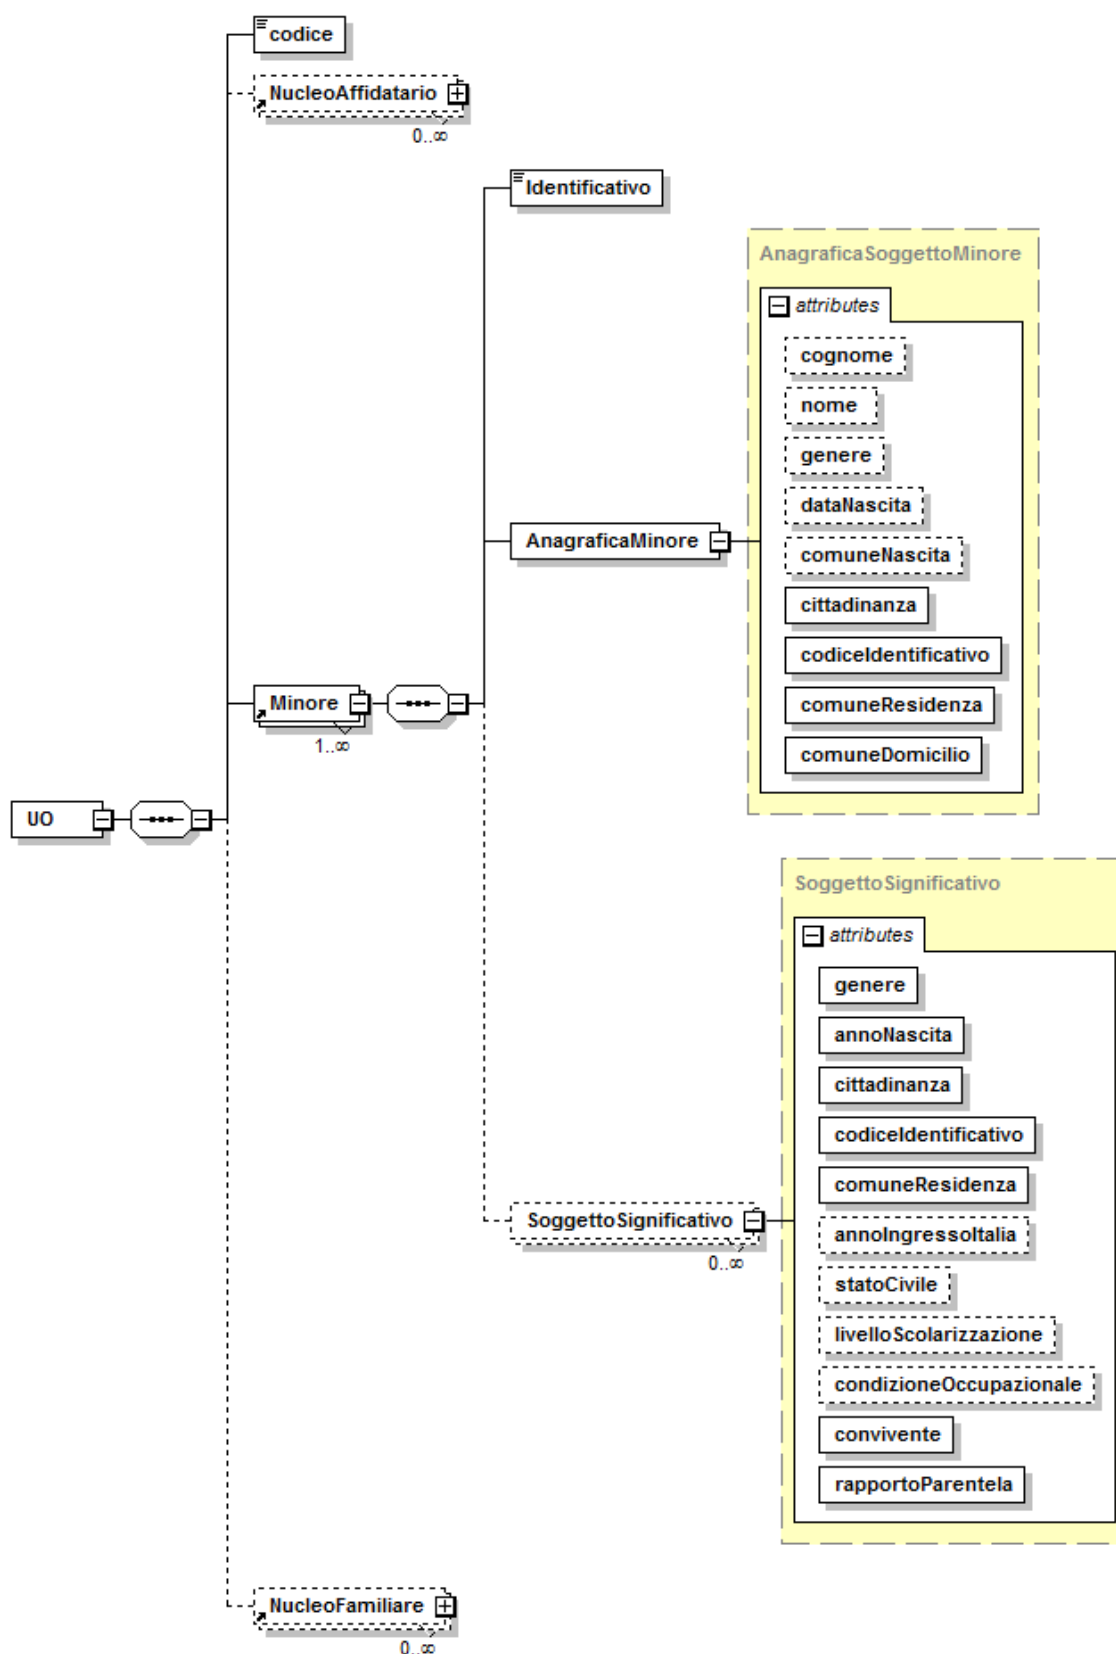 codice
NucleoAffidatario
0..∞
Identificativo
AnagraficaSoggettoMinore
attributes
cognome
nome
genere
dataNascita
comuneNascita
cittadinanza
codiceIdentificativo
comuneResidenza
comuneDomicilio
AnagraficaMinore
Minore
1..∞
UO
SoggettoSignificativo
attributes
genere
annoNascita
cittadinanza
codiceIdentificativo
comuneResidenza
annoIngressoItalia
statoCivile
livelloScolarizzazione
condizioneOccupazionale
convivente
rapportoParentela
SoggettoSignificativo
0..∞
NucleoFamiliare
0..∞